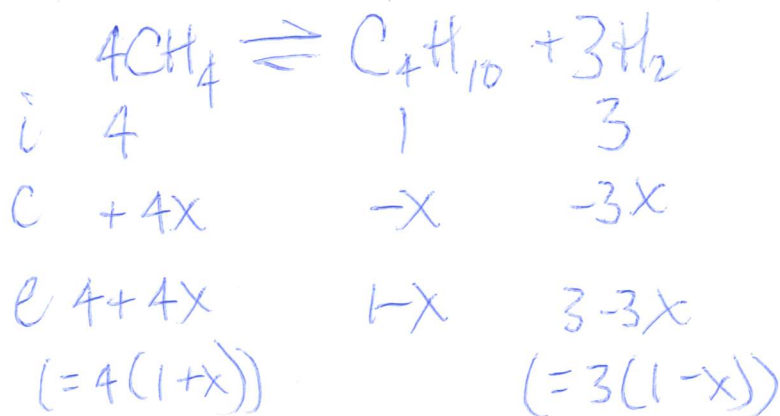 4CH₄ ⇌ C₄H₁₀ + 3H₂
i 4 1 3
C +4x -x -3x
e 4+4x 1-x 3-3x
(=4(1+x)) (=3(1-x))